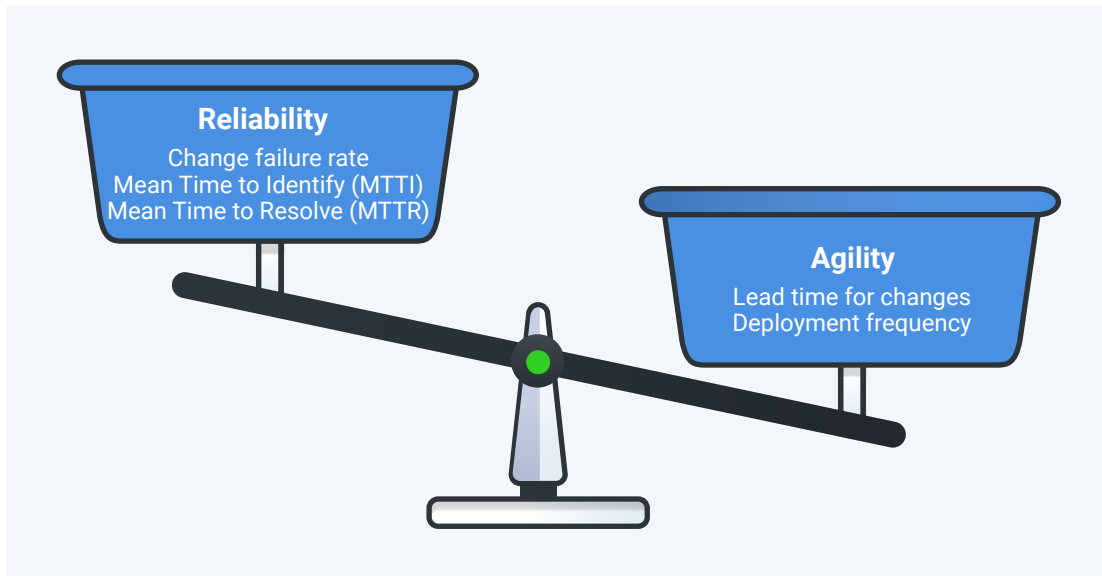 Reliability
Change failure rate
Mean Time to Identify (MTTI)
Mean Time to Resolve (MTTR)
Agility
Lead time for changes
Deployment frequency